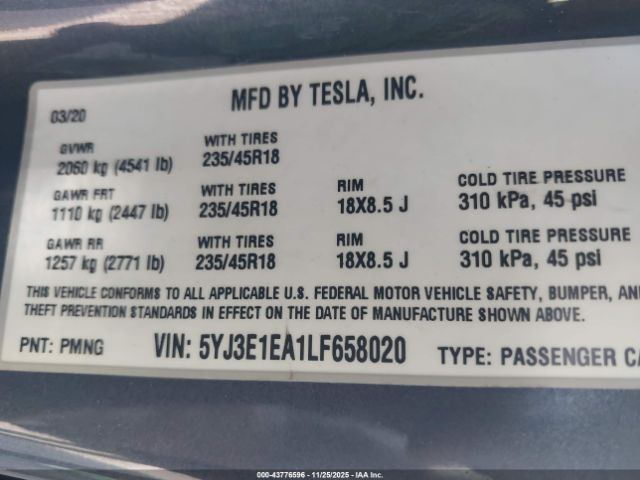 MFD BY TESLA, INC.
03/20
GVWR
2060 kg (4541 lb)
WITH TIRES
235/45R18
GAWR FRT
1110 kg (2447 lb)
WITH TIRES
235/45R18
RIM
18X8.5 J
COLD TIRE PRESSURE
310 kPa, 45 psi
GAWR RR
1257 kg (2771 lb)
WITH TIRES
235/45R18
RIM
18X8.5 J
COLD TIRE PRESSURE
310 kPa, 45 psi
THIS VEHICLE CONFORMS TO ALL APPLICABLE U.S. FEDERAL MOTOR VEHICLE SAFETY, BUMPER, AN
THEFT PREVENTION STANDARDS IN EFFECT ON THE DATE OF MANUFACTURE SHOWN ABOVE.
PNT: PMNG VIN: 5YJ3E1EA1LF658020 TYPE: PASSENGER CA
© 00-43776596 - 11/25/2025 - IAA Inc.